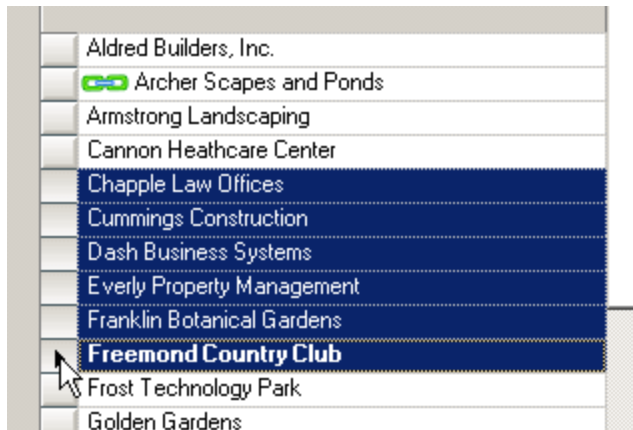 Aldred Builders, Inc.
Archer Scapes and Ponds
Armstrong Landscaping
Cannon Heathcare Center
Chapple Law Offices
Cummings Construction
Dash Business Systems
Everly Property Management
Franklin Botanical Gardens
Freemond Country Club
Frost Technology Park
Golden Gardens